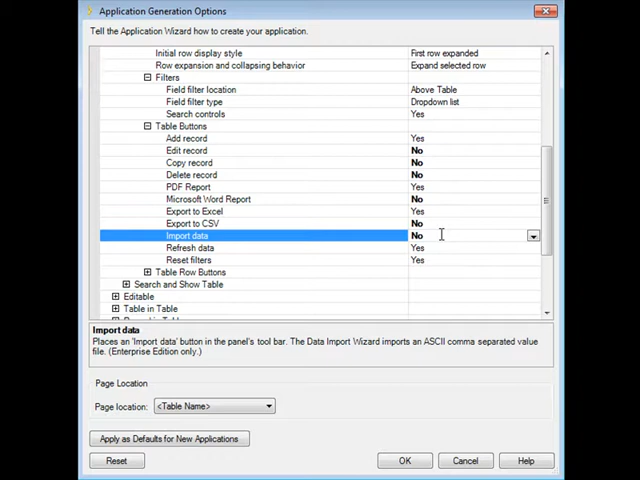 Application Generation Options
Tell the Application Wizard how to create your application.
Initial row display style First row expanded
Row expansion and collapsing behavior Expand selected row
Filters
Field filter location Above Table
Field filter type Dropdown list
Search controls Yes
Table Buttons
Add record Yes
Edit record No
Copy record No
Delete record No
PDF Report Yes
Microsoft Word Report No
Export to Excel Yes
Export to CSV No
Import data No
Refresh data Yes
Reset filters Yes
Table Row Buttons
Search and Show Table
Editable
Table in Table
Import data
Places an 'Import data' button in the panel's tool bar. The Data Import Wizard imports an ASCII comma separated value
file. (Enterprise Edition only.)
Page Location
Page location: <Table Name>
Apply as Defaults for New Applications
Reset OK Cancel Help